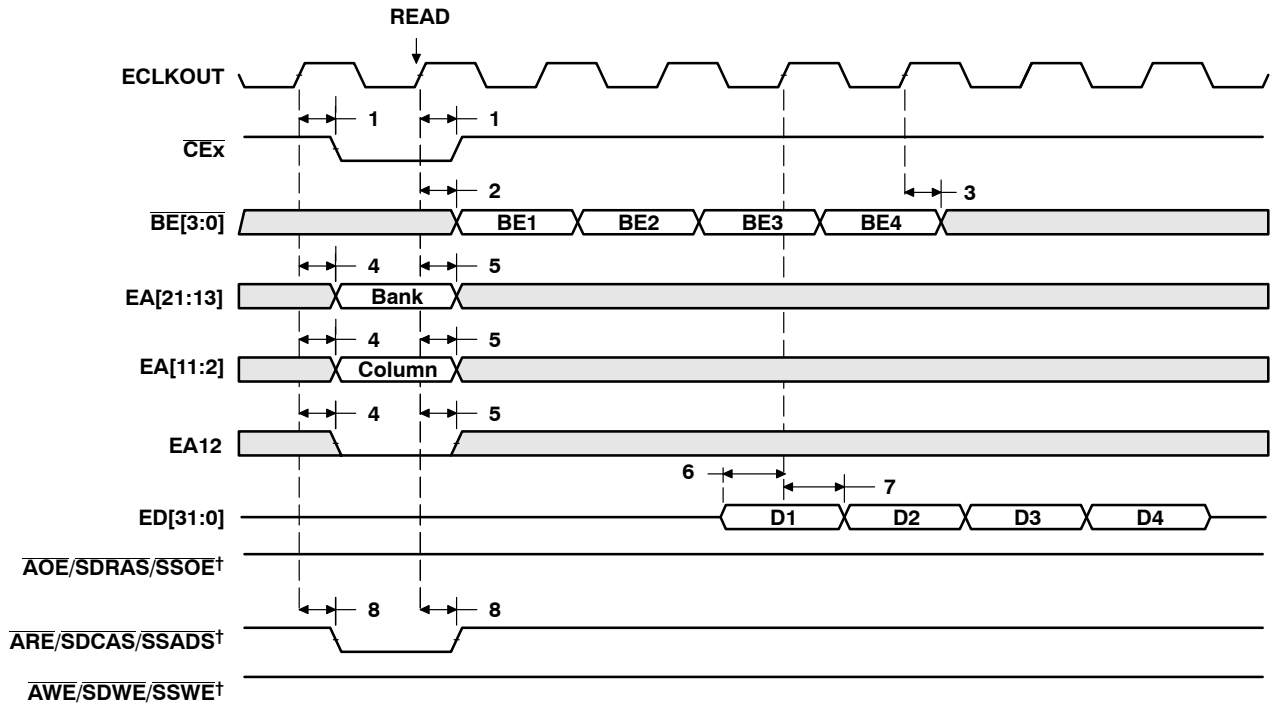 READ
ECLKOUT
1 1
CEx
2 3
BE[3:0] BE1 BE2 BE3 BE4
4 5
EA[21:13] Bank
4 5
EA[11:2] Column
4 5
EA12
6 7
ED[31:0] D1 D2 D3 D4
AOE/SDRAS/SSOE†
8 8
ARE/SDCAS/SSADS†
AWE/SDWE/SSWE†